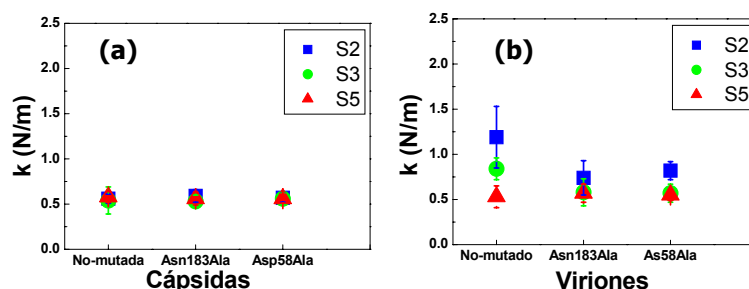 (a)
S2
S3
S5
k (N/m)
2.5
2.0
1.5
1.0
0.5
0.0
No-mutada Asn183Ala Asp58Ala
Cápsidas
(b)
S2
S3
S5
k (N/m)
2.5
2.0
1.5
1.0
0.5
0.0
No-mutado Asn183Ala As58Ala
Viriones